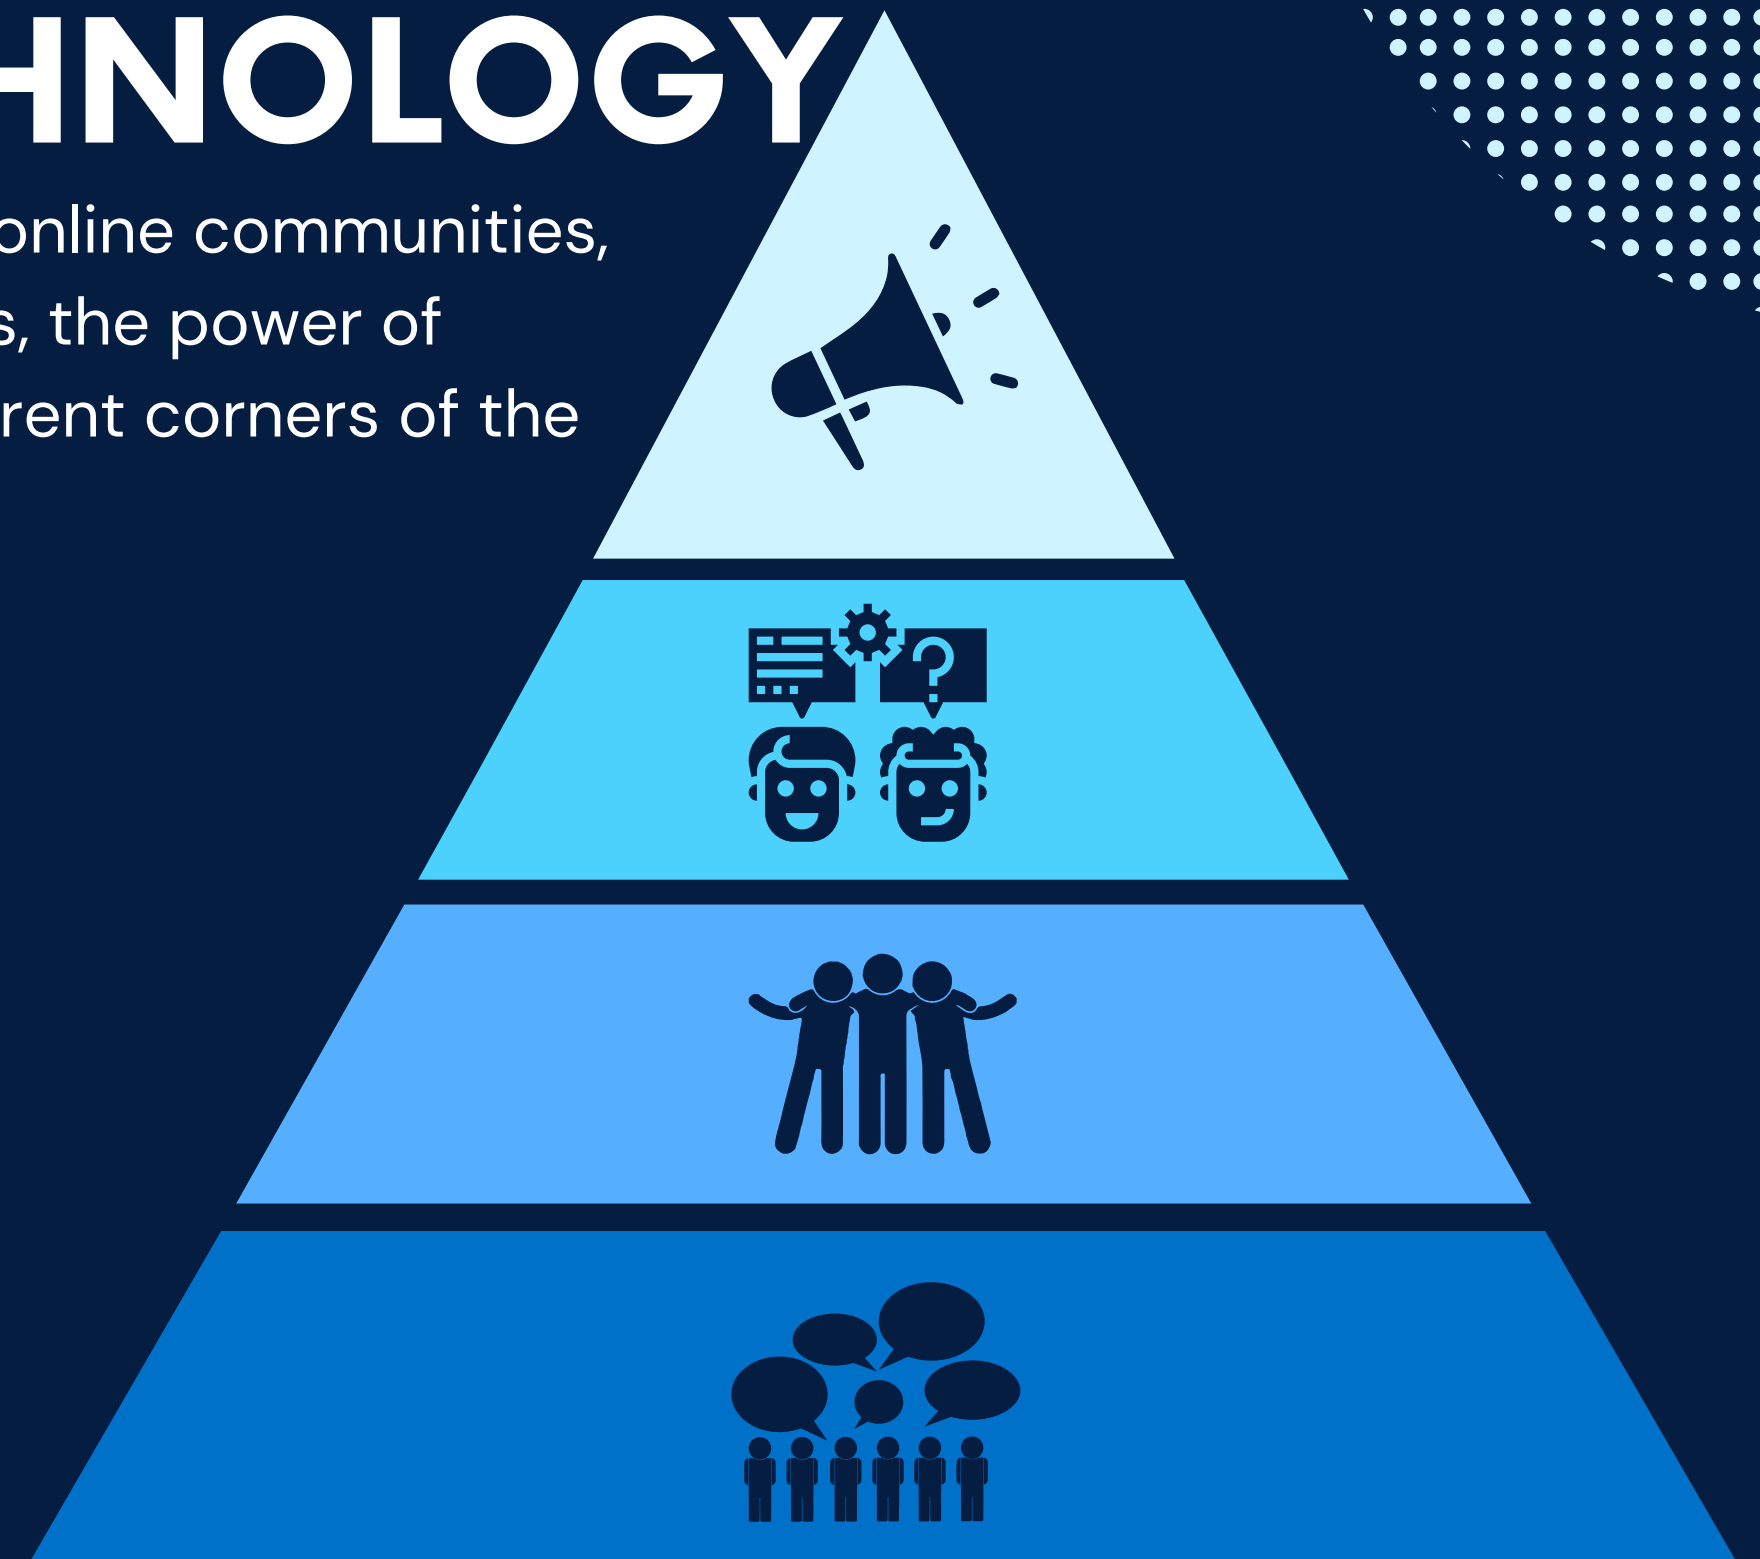 HNOLOGY
online communities,
s, the power of
rent corners of the
?